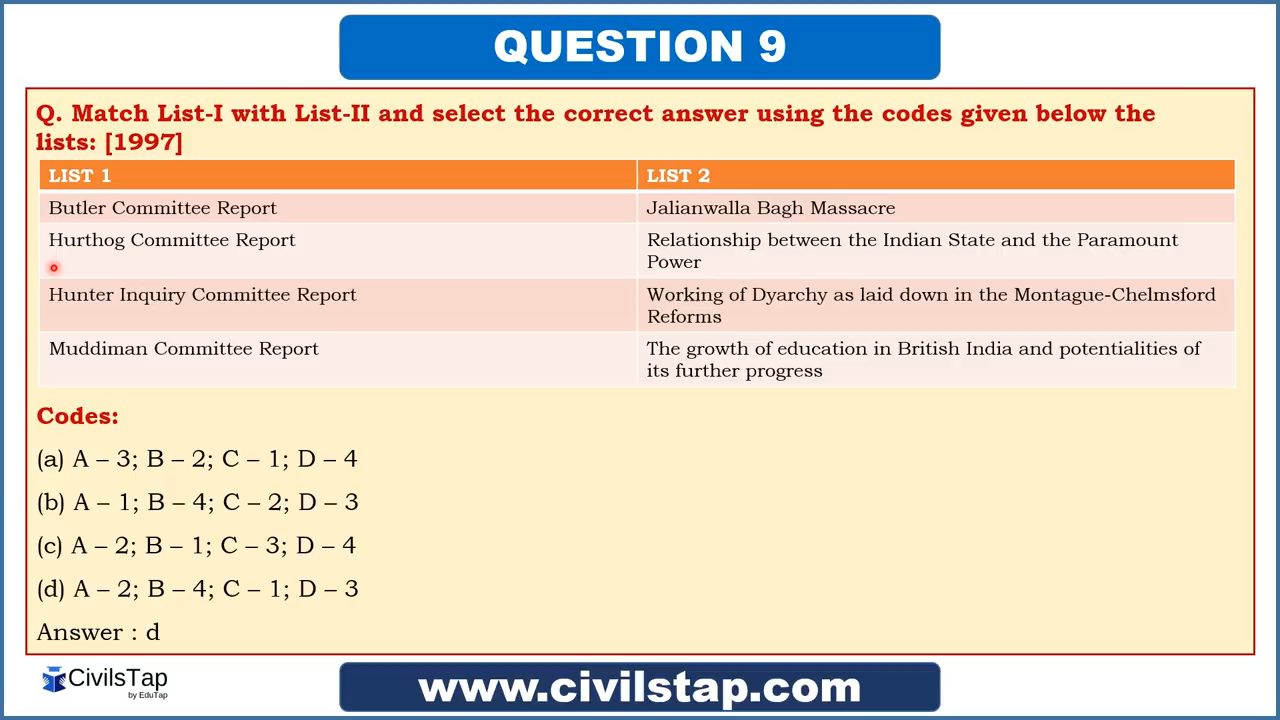 QUESTION 9
Q. Match List-I with List-II and select the correct answer using the codes given below the
lists: [1997]
LIST 1
LIST 2
Butler Committee Report
Jalianwalla Bagh Massacre
Hurthog Committee Report
Relationship between the Indian State and the Paramount
Power
Hunter Inquiry Committee Report
Working of Dyarchy as laid down in the Montague-Chelmsford
Reforms
Muddiman Committee Report
The growth of education in British India and potentialities of
its further progress
Codes:
(a) A – 3; B – 2; C – 1; D – 4
(b) A – 1; B – 4; C – 2; D – 3
(c) A – 2; B – 1; C – 3; D – 4
(d) A – 2; B – 4; C – 1; D – 3
Answer : d
CivilsTap
by EduTap
www.civilstap.com